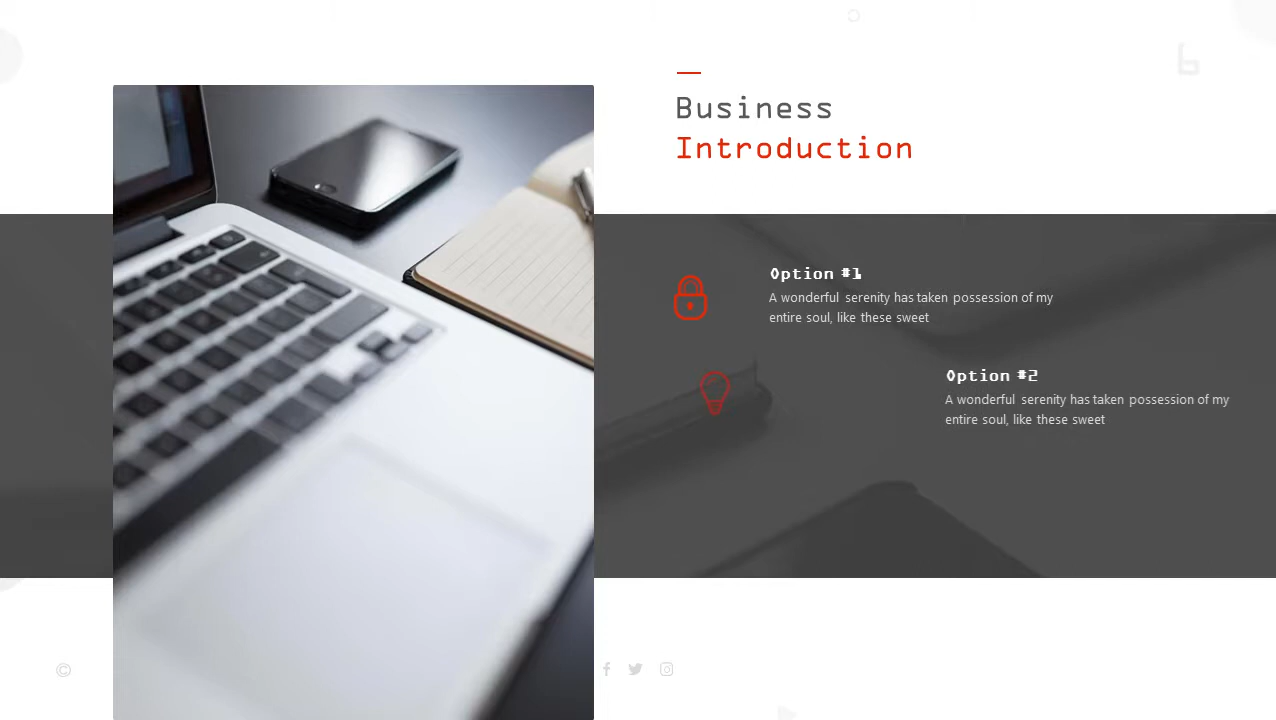 Business
Introduction
Option #1
A wonderful serenity has taken possession of my
entire soul, like these sweet
Option #2
A wonderful serenity has taken possession of my
entire soul, like these sweet
©